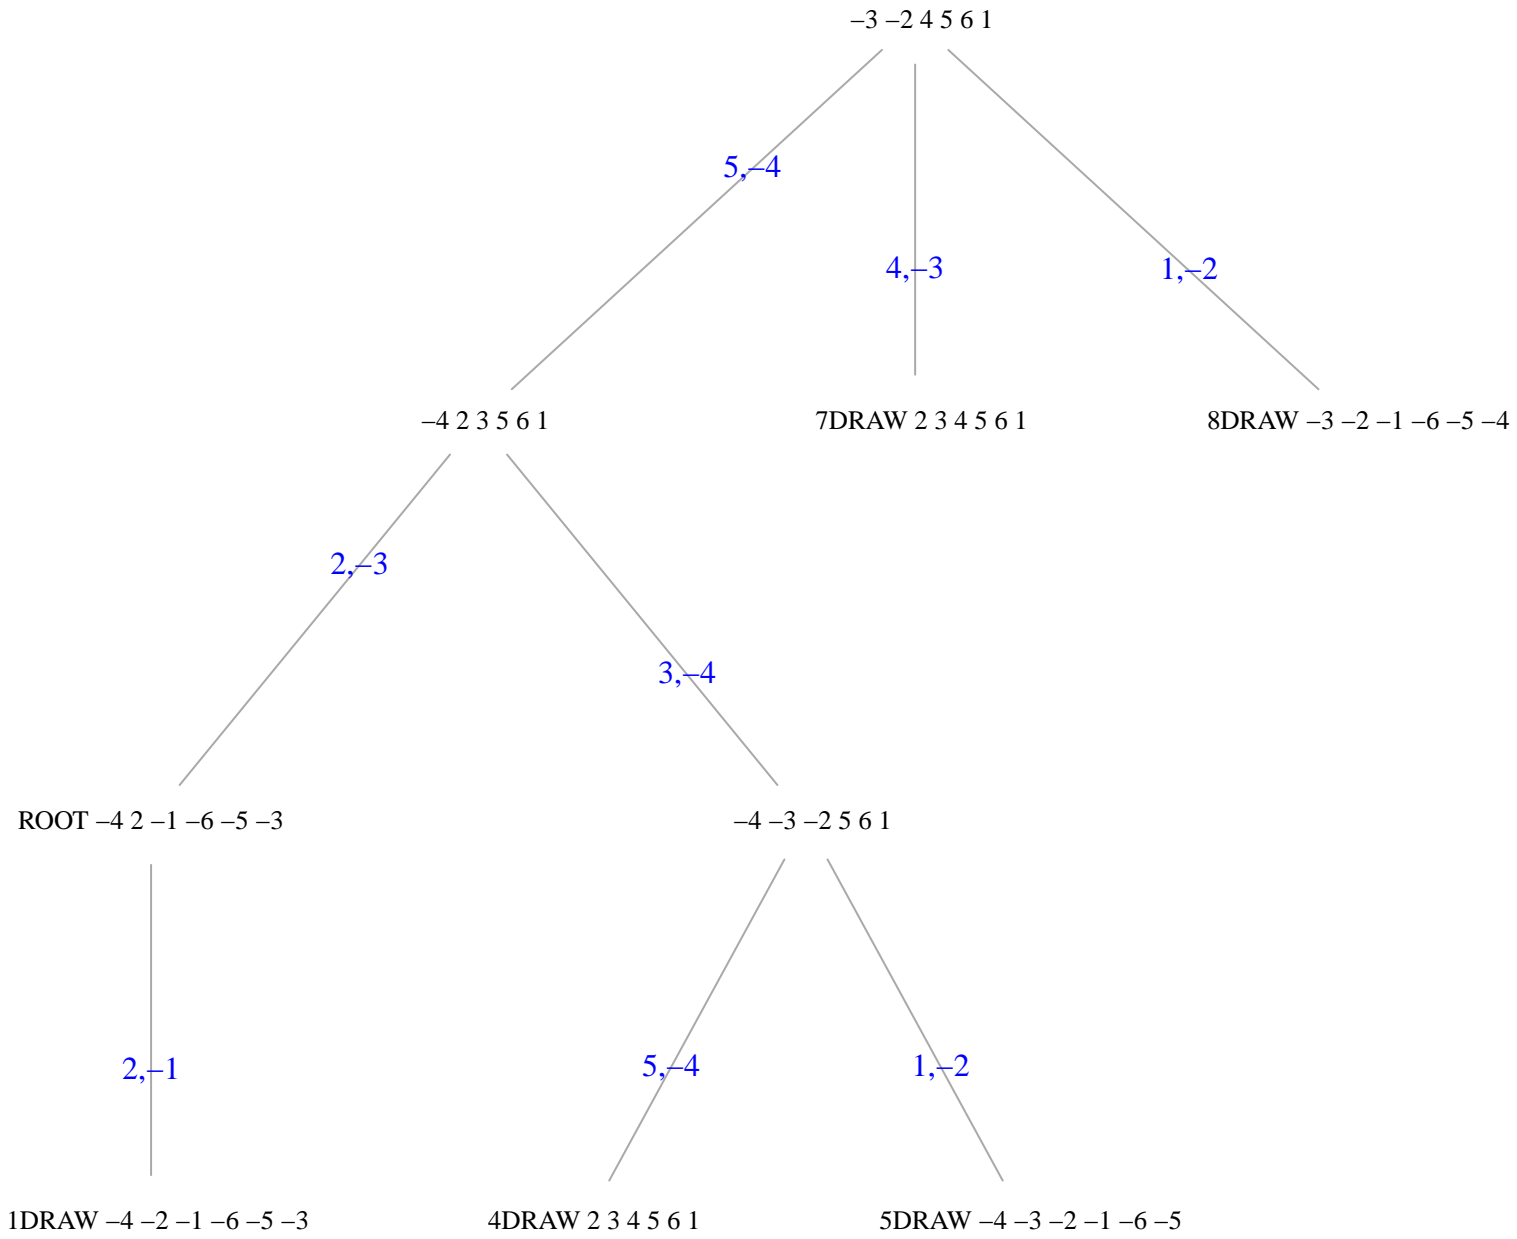 –3 –2 4 5 6 1
5,–4
4,–3
1,–2
–4 2 3 5 6 1
7DRAW 2 3 4 5 6 1
8DRAW –3 –2 –1 –6 –5 –4
2,–3
3,–4
ROOT –4 2 –1 –6 –5 –3
–4 –3 –2 5 6 1
2,–1
5,–4
1,–2
1DRAW –4 –2 –1 –6 –5 –3
4DRAW 2 3 4 5 6 1
5DRAW –4 –3 –2 –1 –6 –5